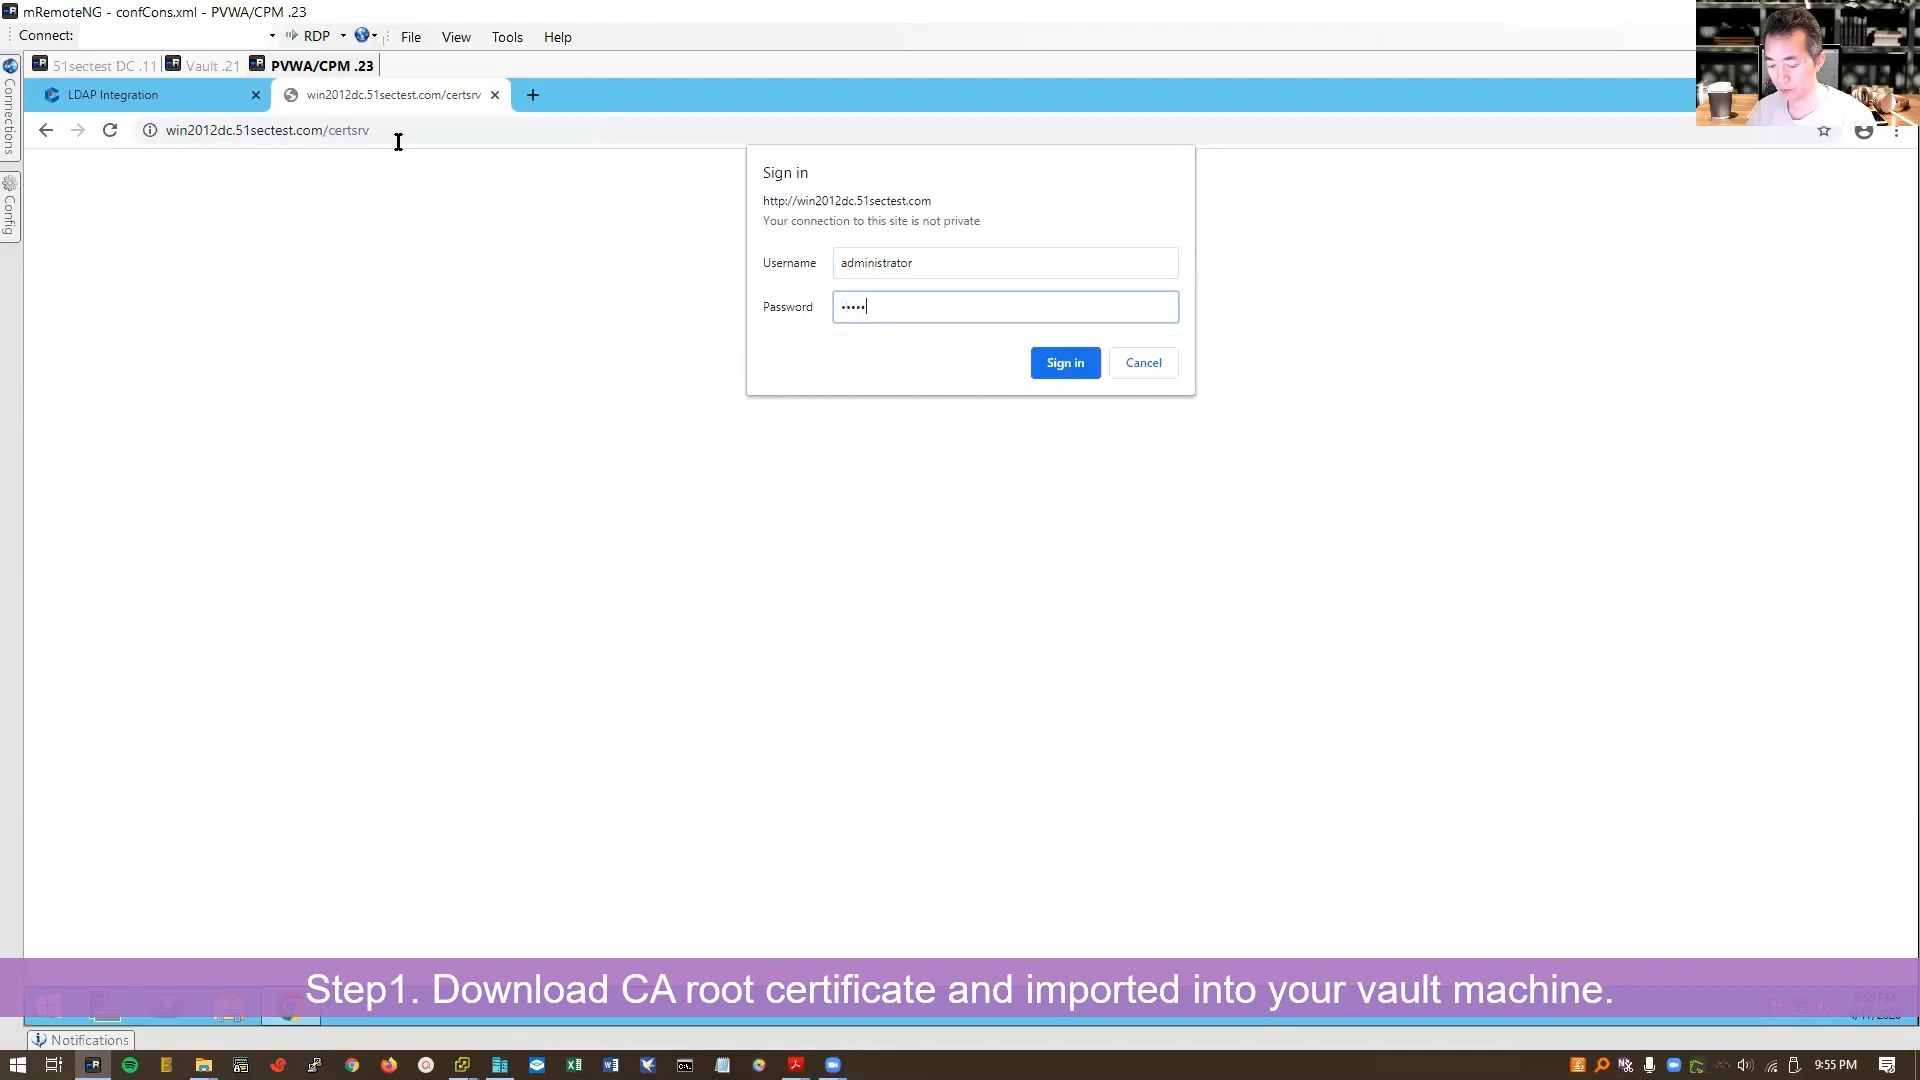 mRemoteNG - confCons.xml - PVWA/CPM .23
Connect: RDP File View Tools Help
51sectest DC .11 Vault .21 PVWA/CPM .23
LDAP Integration win2012dc.51sectest.com/certsrv
win2012dc.51sectest.com/certsrv
Connections
Config
Sign in
http://win2012dc.51sectest.com
Your connection to this site is not private
Username administrator
Password •••••
Sign in Cancel
Step1. Download CA root certificate and imported into your vault machine.
Notifications
9:55 PM